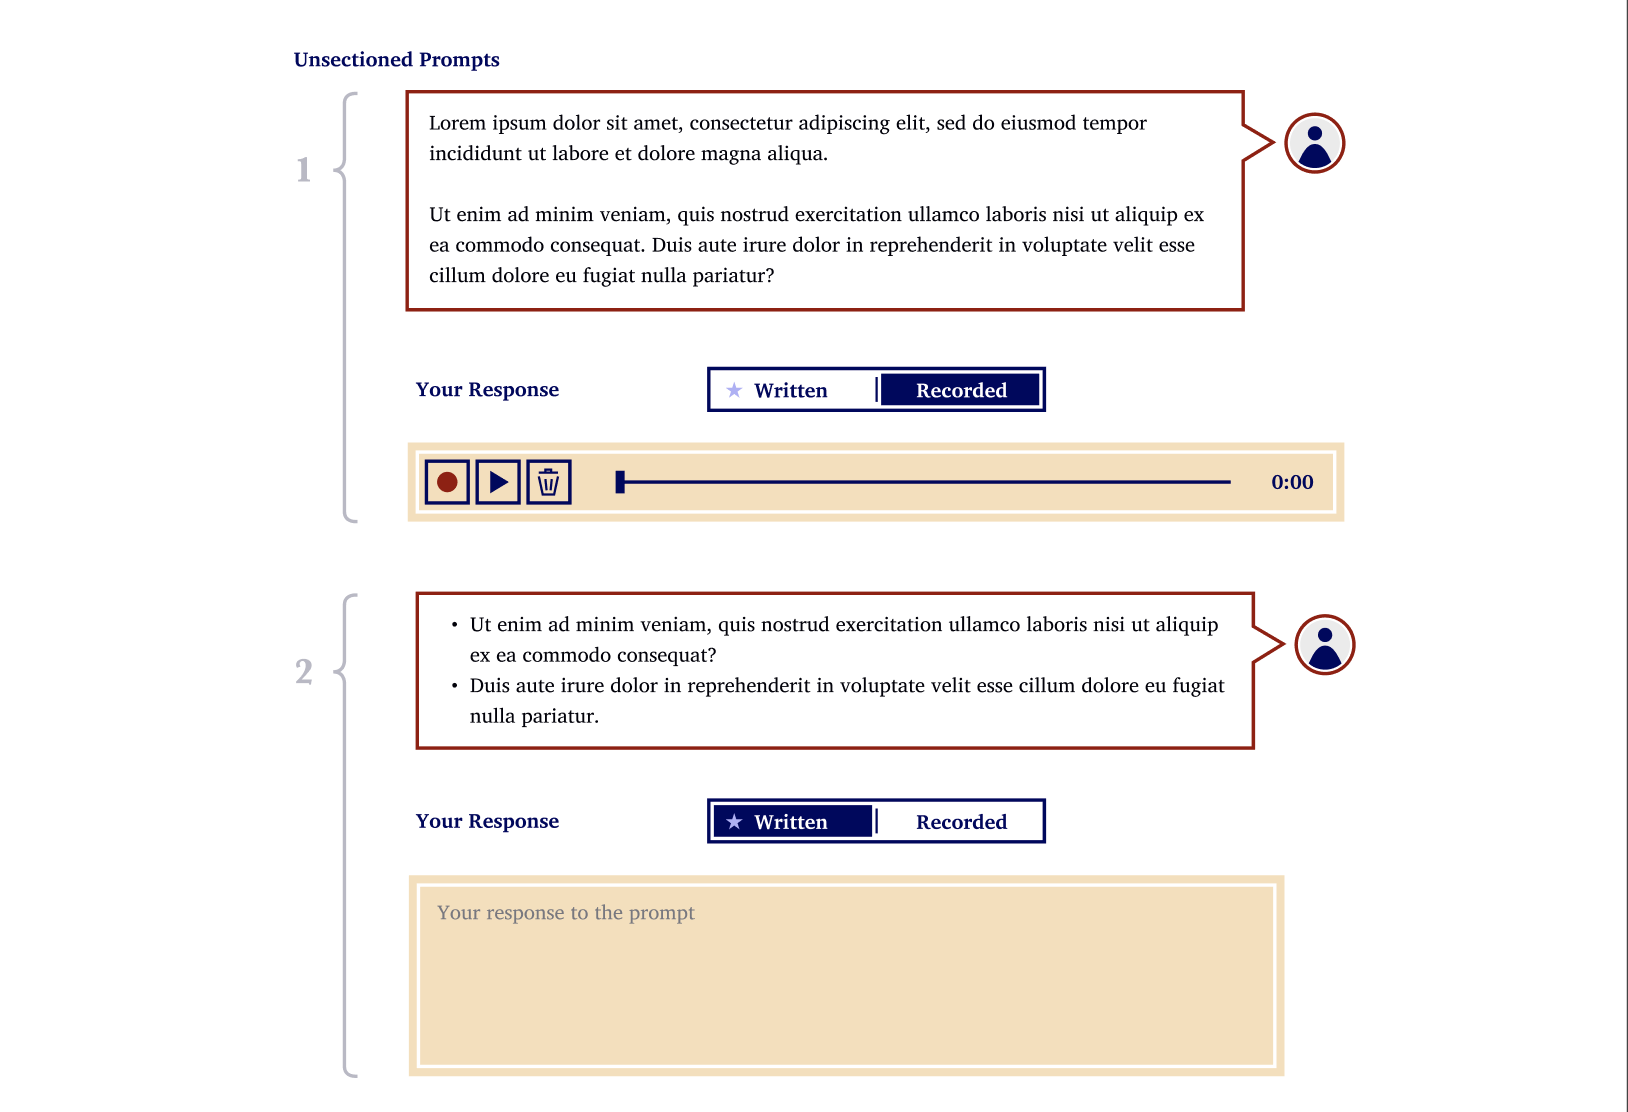 Unsectioned Prompts
1
Lorem ipsum dolor sit amet, consectetur adipiscing elit, sed do eiusmod tempor
incididunt ut labore et dolore magna aliqua.
Ut enim ad minim veniam, quis nostrud exercitation ullamco laboris nisi ut aliquip ex
ea commodo consequat. Duis aute irure dolor in reprehenderit in voluptate velit esse
cillum dolore eu fugiat nulla pariatur?
Your Response
★ Written | Recorded
0:00
2
• Ut enim ad minim veniam, quis nostrud exercitation ullamco laboris nisi ut aliquip
ex ea commodo consequat?
• Duis aute irure dolor in reprehenderit in voluptate velit esse cillum dolore eu fugiat
nulla pariatur.
Your Response
★ Written | Recorded
Your response to the prompt